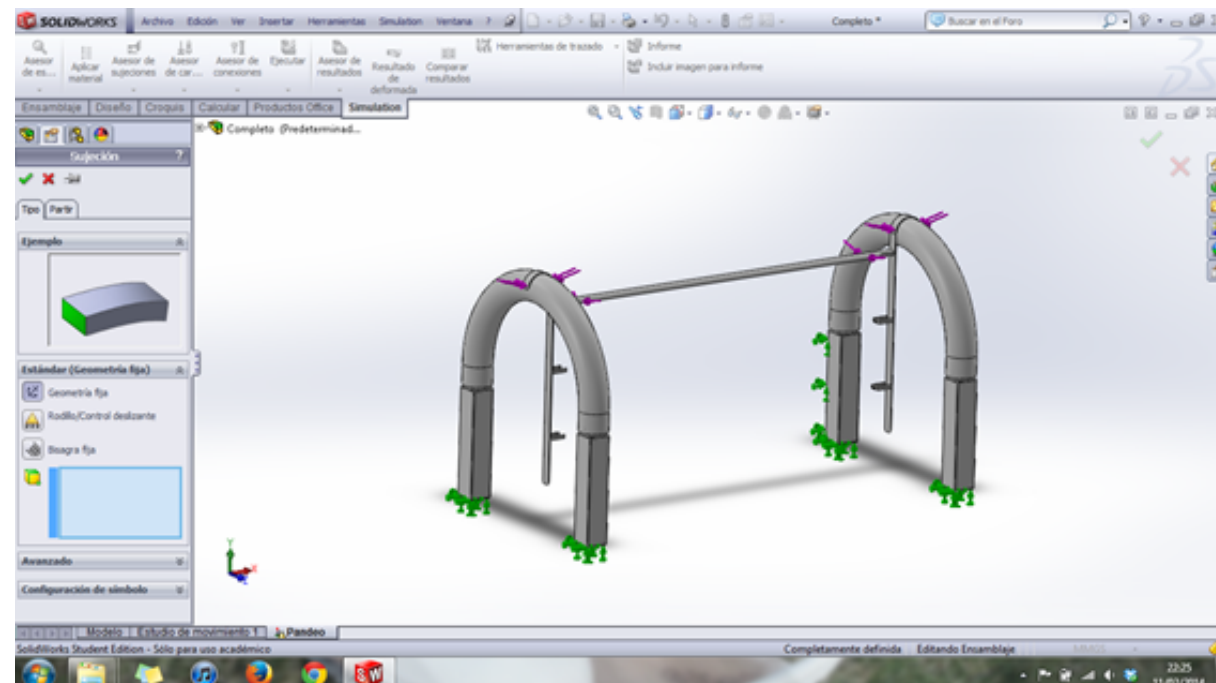 SOLIDWORKS Archivo Edición Ver Insertar Herramientas Simulation Ventana ? Completo * Buscar en el Foro
Asesor de es...
Aplicar material
Asesor de sujeciones
Asesor de car...
Asesor de conexiones
Ejecutar
Asesor de resultados
Resultado de deformada
Comparar resultados
Herramientas de trazado
Informe
Incluir imagen para informe
Ensamblaje Diseño Croquis Calcular Productos Office Simulation
Completo (Predeterminad...
Sujeción ?
Tipo Partir
Ejemplo
Estándar (Geometría fija)
Geometría fija
Rodillo/Control deslizante
Bisagra fija
Avanzado
Configuración de símbolo
Y
X
Z
Modelo Estudio de movimiento 1 Pandeo
SolidWorks Student Edition - Sólo para uso académico Completamente definida Editando Ensamblaje MMGS
22:25
11/02/2014